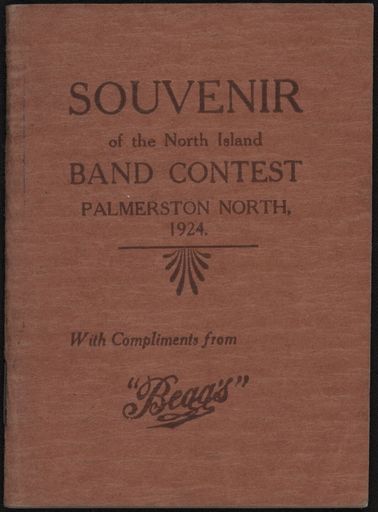 SOUVENIR
of the North Island
BAND CONTEST
PALMERSTON NORTH,
1924.
With Compliments from
"Begg's"